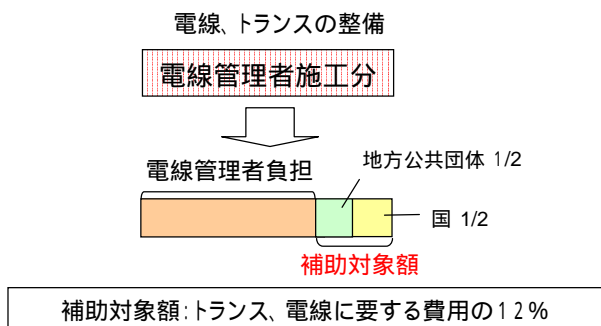 電線、トランスの整備
電線管理者施工分
電線管理者負担
地方公共団体 1/2
国 1/2
補助対象額
補助対象額:トランス、電線に要する費用の12%